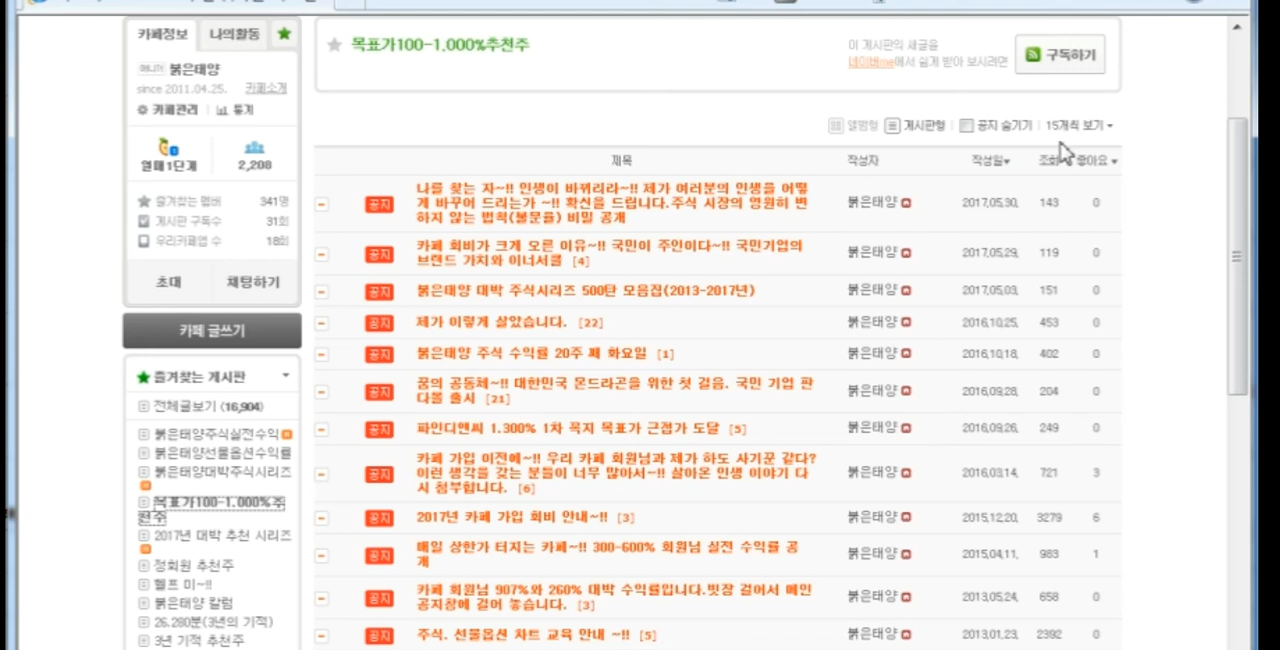 카페정보
나의활동
붉은태양
since 2011.04.25.
카페소개
카페관리
통계
열매1단계
2,208
즐겨찾는 멤버
341명
게시판 구독수
31회
우리카페앱 수
18회
초대
채팅하기
카페 글쓰기
즐겨찾는 게시판
전체글보기 (16,904)
붉은태양주식실전수익
붉은태양선물옵션수익률
붉은태양대박주식시리즈
목표가100-1.000%추
천주
2017년 대박 추천 시리즈
정회원 추천주
헬프 미~!!
붉은태양 칼럼
26.280분(3년의 기적)
3년 기적 추천주
목표가100-1.000%추천주
이 게시판의 새글을
네이버me에서 쉽게 받아 보시려면
구독하기
앨범형
게시판형
공지 숨기기
15개씩 보기
제목
작성자
작성일
좋아요
공지
나를 찾는 자~!! 인생이 바뀌리라~!! 제가 여러분의 인생을 어떻
게 바꾸어 드리는가 ~!! 확신을 드립니다.주식 시장의 영원히 변
하지 않는 법칙(불문률) 비밀 공개
붉은태양
2017.05.30.
143
0
공지
카페 회비가 크게 오른 이유~!! 국민이 주인이다~!! 국민기업의
브랜드 가치와 이너서클 [4]
붉은태양
2017.05.29.
119
0
공지
붉은태양 대박 주식시리즈 500탄 모음집(2013-2017년)
붉은태양
2017.05.03.
151
0
공지
제가 이렇게 살았습니다. [22]
붉은태양
2016.10.25.
453
0
공지
붉은태양 주식 수익률 20주 째 화요일 [1]
붉은태양
2016.10.18.
402
0
공지
꿈의 공동체~!! 대한민국 몬드라곤을 위한 첫 걸음. 국민 기업 판
다몰 출시 [21]
붉은태양
2016.09.28.
204
0
공지
파인디앤씨 1.300% 1차 꼭지 목표가 근접가 도달 [5]
붉은태양
2016.09.26.
249
0
공지
카페 가입 이전에~!! 우리 카페 회원님과 제가 하도 사기꾼 같다?
이런 생각을 갖는 분들이 너무 많아서~!! 살아온 인생 이야기 다
시 첨부합니다. [6]
붉은태양
2016.03.14.
721
3
공지
2017년 카페 가입 회비 안내~!! [3]
붉은태양
2015.12.20.
3279
6
공지
매일 상한가 터지는 카페~!! 300-600% 회원님 실전 수익률 공
개
붉은태양
2015.04.11.
983
1
공지
카페 회원님 907%와 260% 대박 수익률입니다.빗장 걸어서 메인
공지창에 걸어 놓습니다. [3]
붉은태양
2013.05.24.
658
0
공지
주식. 선물옵션 차트 교육 안내 ~!! [5]
붉은태양
2013.01.23.
2392
0